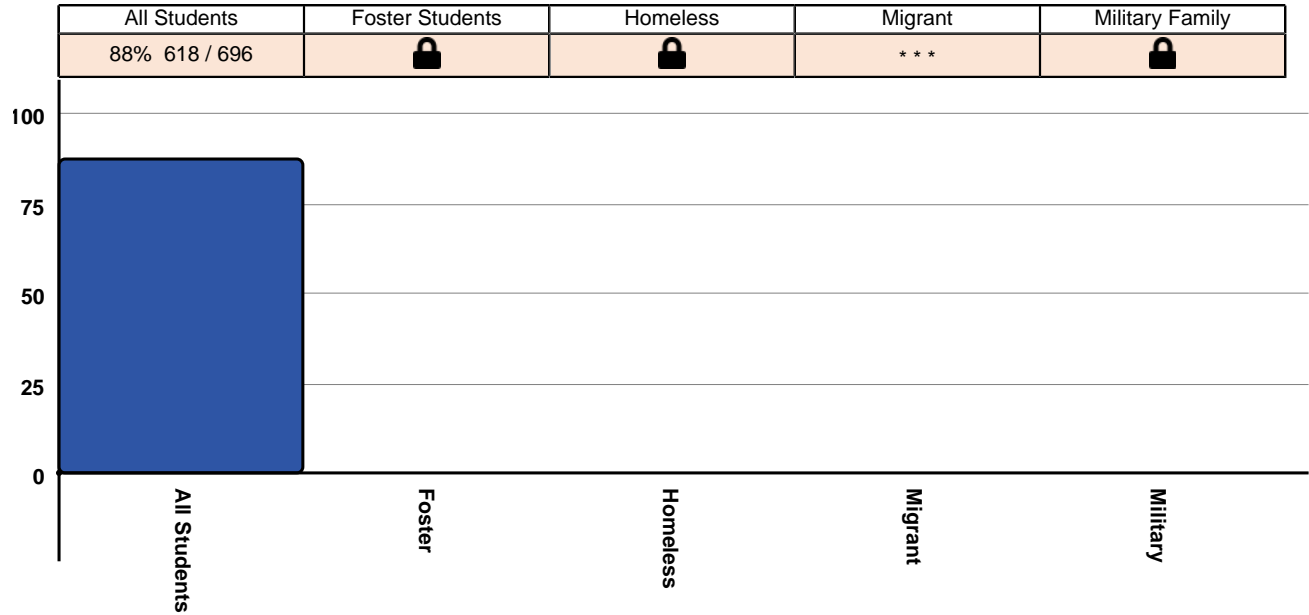 All Students Foster Students Homeless Migrant Military Family
88% 618 / 696 * * *
100
75
50
25
0
All Students
Foster
Homeless
Migrant
Military